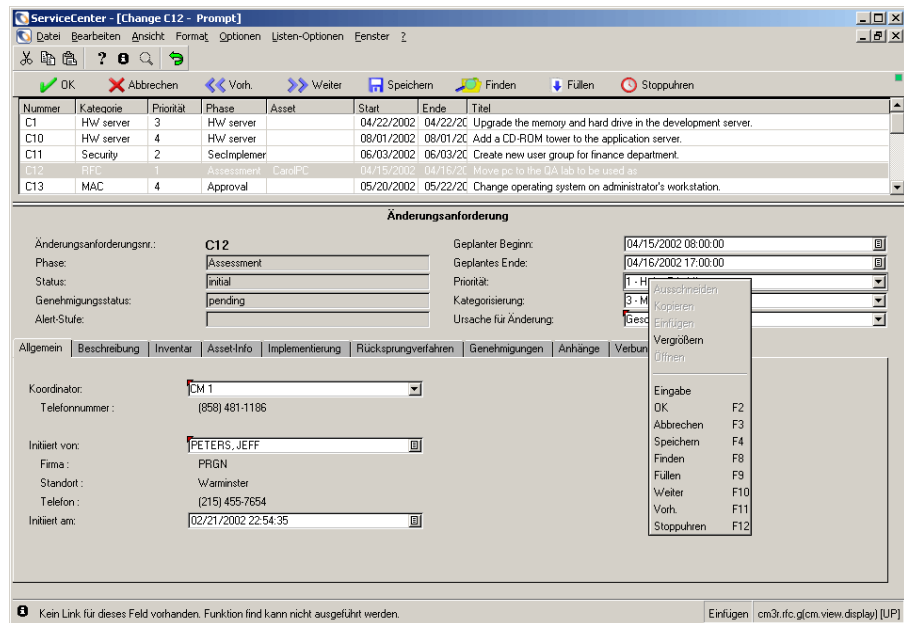 ServiceCenter - [Change C12 - Prompt]
Datei Bearbeiten Ansicht Format Optionen Listen-Optionen Fenster ?
OK Abbrechen Vorh. Weiter Speichern Finden Füllen Stoppuhren
Nummer Kategorie Priorität Phase Asset Start Ende Titel
C1 HW server 3 HW server 04/22/2002 04/22/20 Upgrade the memory and hard drive in the development server.
C10 HW server 4 HW server 08/01/2002 08/01/20 Add a CD-ROM tower to the application server.
C11 Security 2 SecImplemer 06/03/2002 06/03/20 Create new user group for finance department.
C12 RFC 1 Assessment CarolPC 04/15/2002 04/16/20 Move pc to the QA lab to be used as
C13 MAC 4 Approval 05/20/2002 05/22/20 Change operating system on administrator's workstation.
Änderungsanforderung
Änderungsanforderungsnr.: C12 Geplanter Beginn: 04/15/2002 08:00:00
Phase: Assessment Geplantes Ende: 04/16/2002 17:00:00
Status: initial Priorität: 1 - H
Genehmigungsstatus: pending Kategorisierung: 3 - M
Alert-Stufe: Ursache für Änderung: Gesc
Allgemein Beschreibung Inventar Asset-Info Implementierung Rücksprungverfahren Genehmigungen Anhänge Verbun
Koordinator: CM 1
Telefonnummer : (858) 481-1186
Initiiert von: PETERS, JEFF
Firma : PRGN
Standort : Warminster
Telefon : (215) 455-7654
Initiiert am: 02/21/2002 22:54:35
Ausschneiden
Kopieren
Einfügen
Vergrößern
Öffnen
Eingabe
OK F2
Abbrechen F3
Speichern F4
Finden F8
Füllen F9
Weiter F10
Vorh. F11
Stoppuhren F12
Kein Link für dieses Feld vorhanden. Funktion find kann nicht ausgeführt werden. Einfügen cm3r.rfc.g(cm.view.display) [UP]